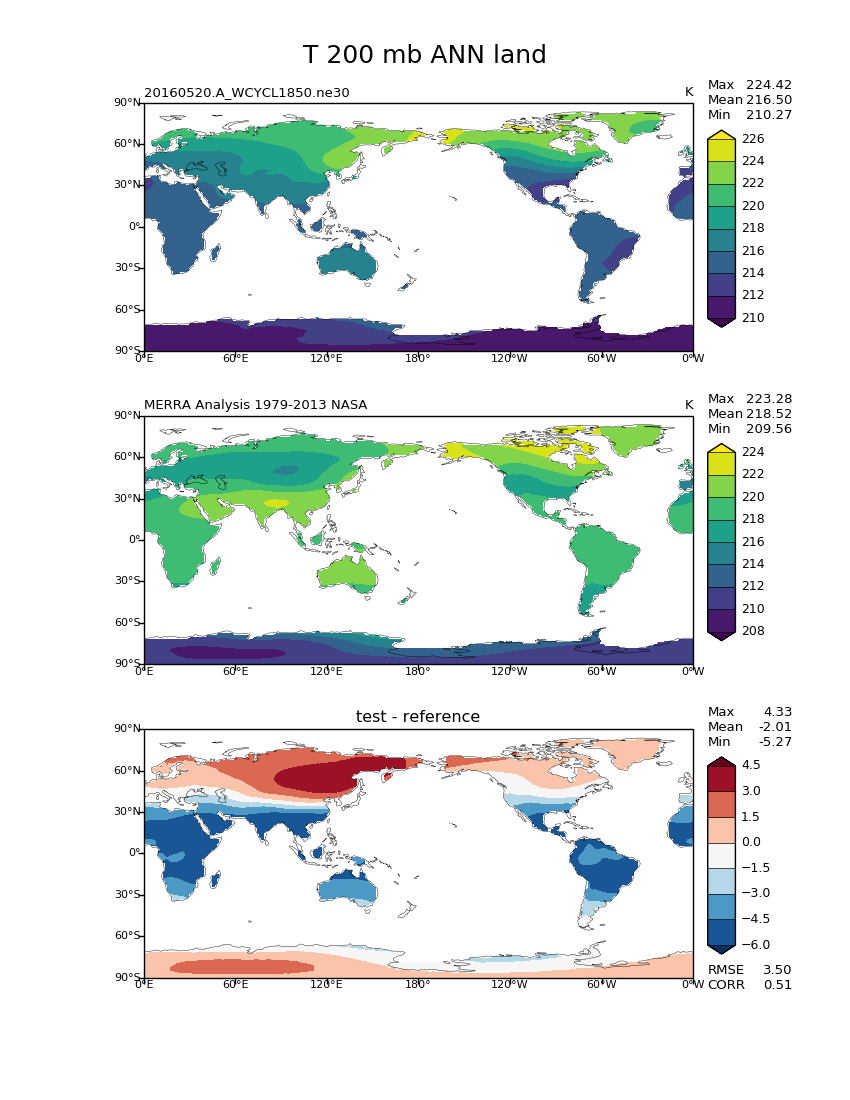 T 200 mb ANN land
20160520.A_WCYCL1850.ne30
K
Max 224.42
Mean 216.50
Min 210.27
90°N
60°N
30°N
0°
30°S
60°S
90°S
0°E 60°E 120°E 180° 120°W 60°W 0°W
226
224
222
220
218
216
214
212
210
MERRA Analysis 1979-2013 NASA
K
Max 223.28
Mean 218.52
Min 209.56
90°N
60°N
30°N
0°
30°S
60°S
90°S
0°E 60°E 120°E 180° 120°W 60°W 0°W
224
222
220
218
216
214
212
210
208
test - reference
Max 4.33
Mean -2.01
Min -5.27
90°N
60°N
30°N
0°
30°S
60°S
90°S
0°E 60°E 120°E 180° 120°W 60°W 0°W
4.5
3.0
1.5
0.0
−1.5
−3.0
−4.5
−6.0
RMSE 3.50
CORR 0.51